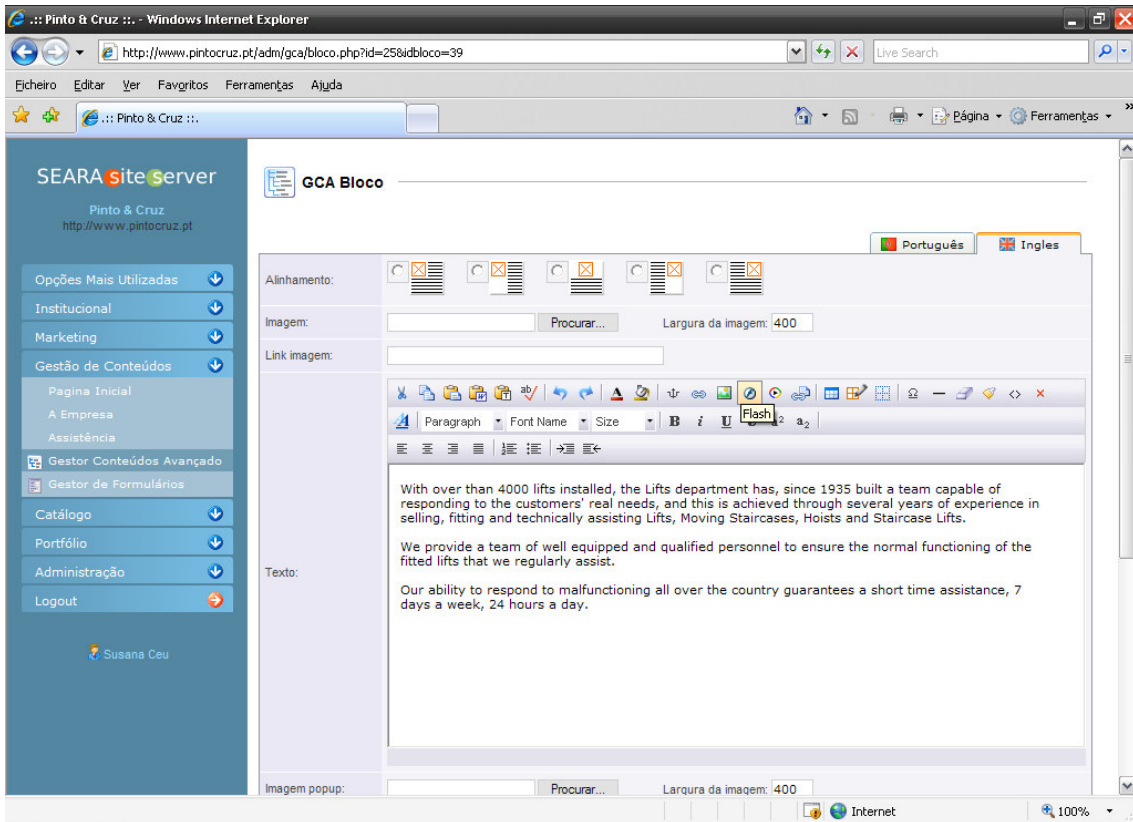 .:: Pinto & Cruz ::. - Windows Internet Explorer
http://www.pintocruz.pt/adm/gca/bloco.php?id=25&idbloco=39
Live Search
Ficheiro Editar Ver Favoritos Ferramentas Ajuda
.:: Pinto & Cruz ::.
Página Ferramentas »
SEARA site server
Pinto & Cruz
http://www.pintocruz.pt
Opções Mais Utilizadas
Institucional
Marketing
Gestão de Conteúdos
Pagina Inicial
A Empresa
Assistência
Gestor Conteúdos Avançado
Gestor de Formulários
Catálogo
Portfólio
Administração
Logout
Susana Ceu
GCA Bloco
Português Ingles
Alinhamento:
Imagem: Procurar... Largura da imagem: 400
Link imagem:
Paragraph Font Name Size B i U a₂
Flash
Texto:
With over than 4000 lifts installed, the Lifts department has, since 1935 built a team capable of
responding to the customers' real needs, and this is achieved through several years of experience in
selling, fitting and technically assisting Lifts, Moving Staircases, Hoists and Staircase Lifts.
We provide a team of well equipped and qualified personnel to ensure the normal functioning of the
fitted lifts that we regularly assist.
Our ability to respond to malfunctioning all over the country guarantees a short time assistance, 7
days a week, 24 hours a day.
Imagem popup: Procurar... Largura da imagem: 400
Internet 100%